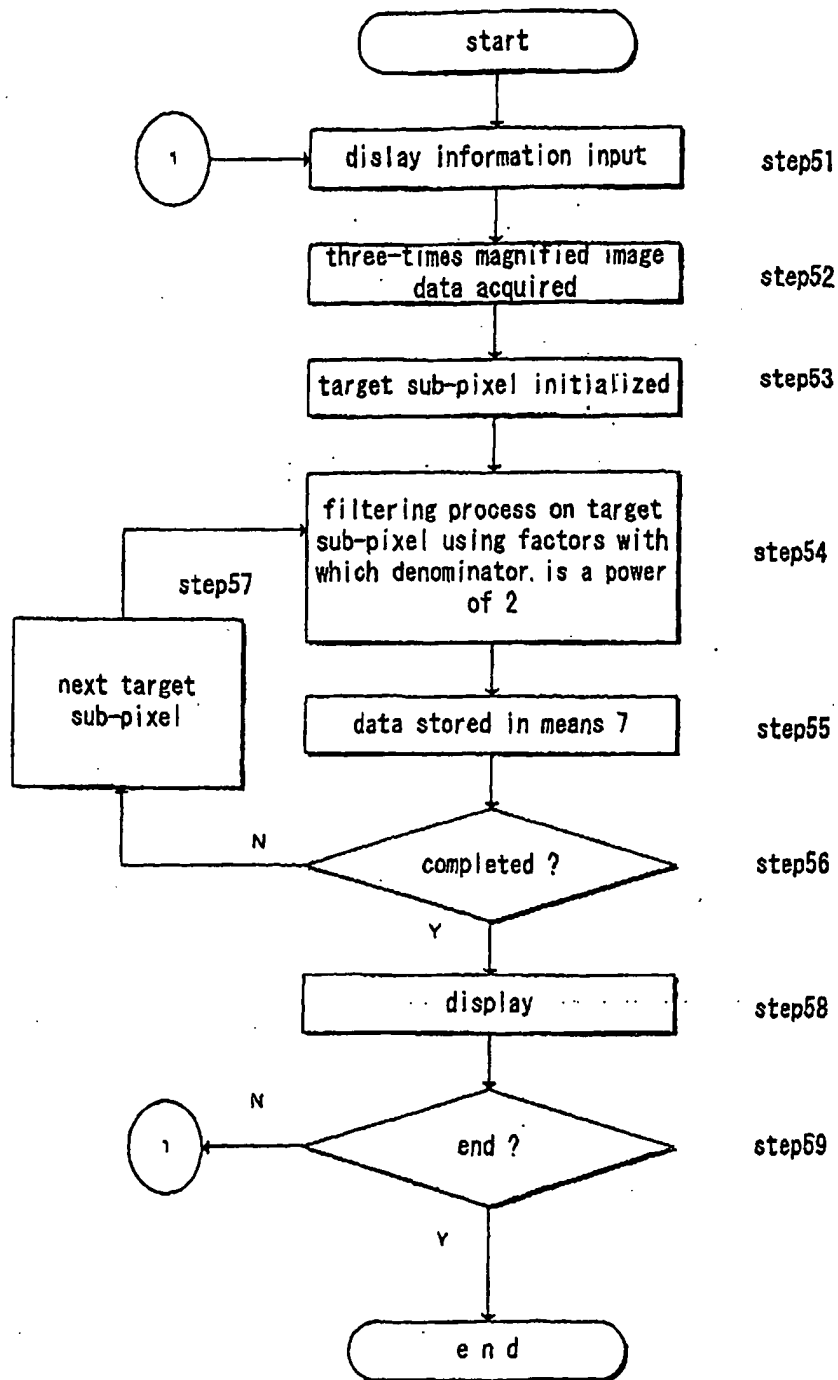 start
1
dislay information input
step51
three-times magnified image
data acquired
step52
target sub-pixel initialized
step53
filtering process on target
sub-pixel using factors with
which denominator. is a power
of 2
step54
step57
next target
sub-pixel
data stored in means 7
step55
N
completed ?
step56
Y
display
step58
N
1
end ?
step59
Y
end